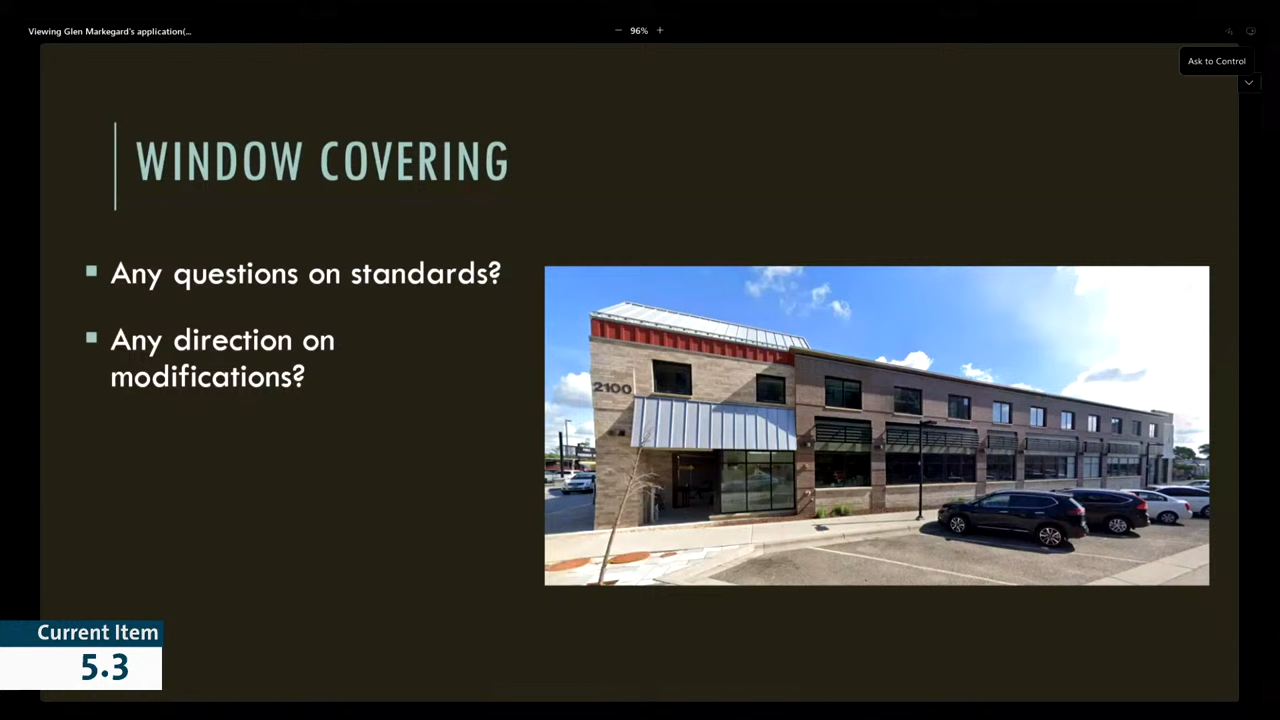 Viewing Glen Markegard's application(...
96%
Ask to Control
WINDOW COVERING
Any questions on standards?
Any direction on
modifications?
2100
Current Item
5.3